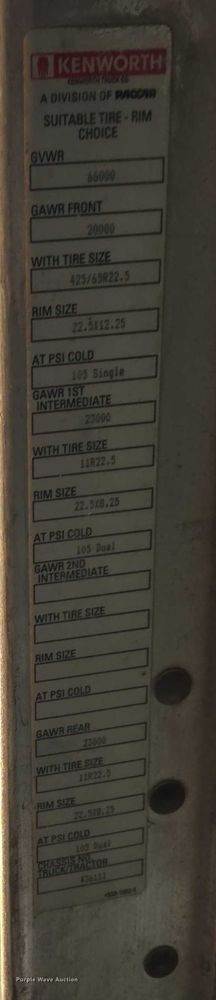 KENWORTH
KENWORTH TRUCK CO.
A DIVISION OF PACCAR
SUITABLE TIRE - RIM
CHOICE
GVWR
66000
GAWR FRONT
20000
WITH TIRE SIZE
425/65R22.5
RIM SIZE
22.5X12.25
AT PSI COLD
105 Single
GAWR 1ST
INTERMEDIATE
23000
WITH TIRE SIZE
11R22.5
RIM SIZE
22.5X8.25
AT PSI COLD
105 Dual
GAWR 2ND
INTERMEDIATE
WITH TIRE SIZE
RIM SIZE
AT PSI COLD
GAWR REAR
23000
WITH TIRE SIZE
11R22.5
RIM SIZE
22.5X8.25
AT PSI COLD
105 Dual
CHASSIS NO.
TRUCK/TRACTOR
Purple Wave Auction